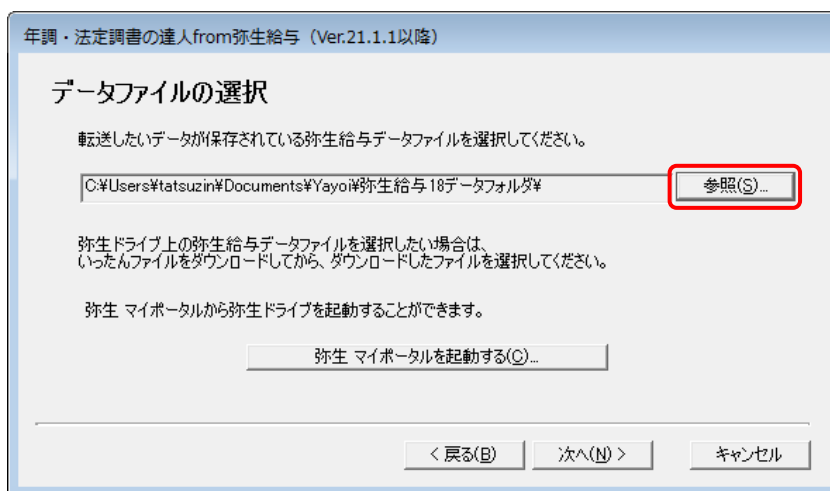 年調・法定調書の達人from弥生給与（Ver.21.1.1以降）
データファイルの選択
転送したいデータが保存されている弥生給与データファイルを選択してください。
C:¥Users¥tatsuzin¥Documents¥Yayoi¥弥生給与18データフォルダ¥
参照(S)...
弥生ドライブ上の弥生給与データファイルを選択したい場合は、
いったんファイルをダウンロードしてから、ダウンロードしたファイルを選択してください。
弥生 マイポータルから弥生ドライブを起動することができます。
弥生 マイポータルを起動する(C)...
< 戻る(B)
次へ(N) >
キャンセル